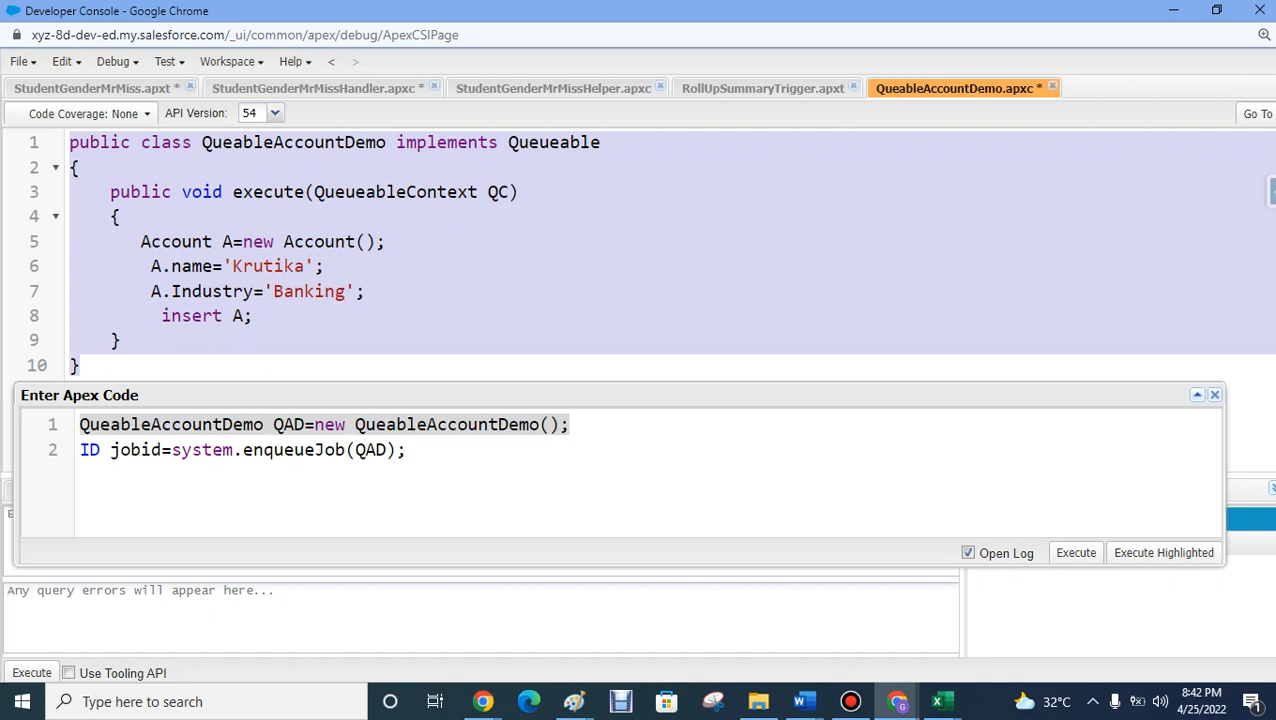 Developer Console - Google Chrome
xyz-8d-dev-ed.my.salesforce.com/_ui/common/apex/debug/ApexCSIPage
File Edit Debug Test Workspace Help < >
StudentGenderMrMiss.apxt * StudentGenderMrMissHandler.apxc * StudentGenderMrMissHelper.apxc RollUpSummaryTrigger.apxt QueableAccountDemo.apxc *
Code Coverage: None API Version: 54 Go To
1 public class QueableAccountDemo implements Queueable
2 {
3 public void execute(QueueableContext QC)
4 {
5 Account A=new Account();
6 A.name='Krutika';
7 A.Industry='Banking';
8 insert A;
9 }
10 }
Enter Apex Code
1 QueableAccountDemo QAD=new QueableAccountDemo();
2 ID jobid=system.enqueueJob(QAD);
Open Log Execute Execute Highlighted
Any query errors will appear here...
Execute Use Tooling API
Type here to search
32°C
8:42 PM
4/25/2022
1